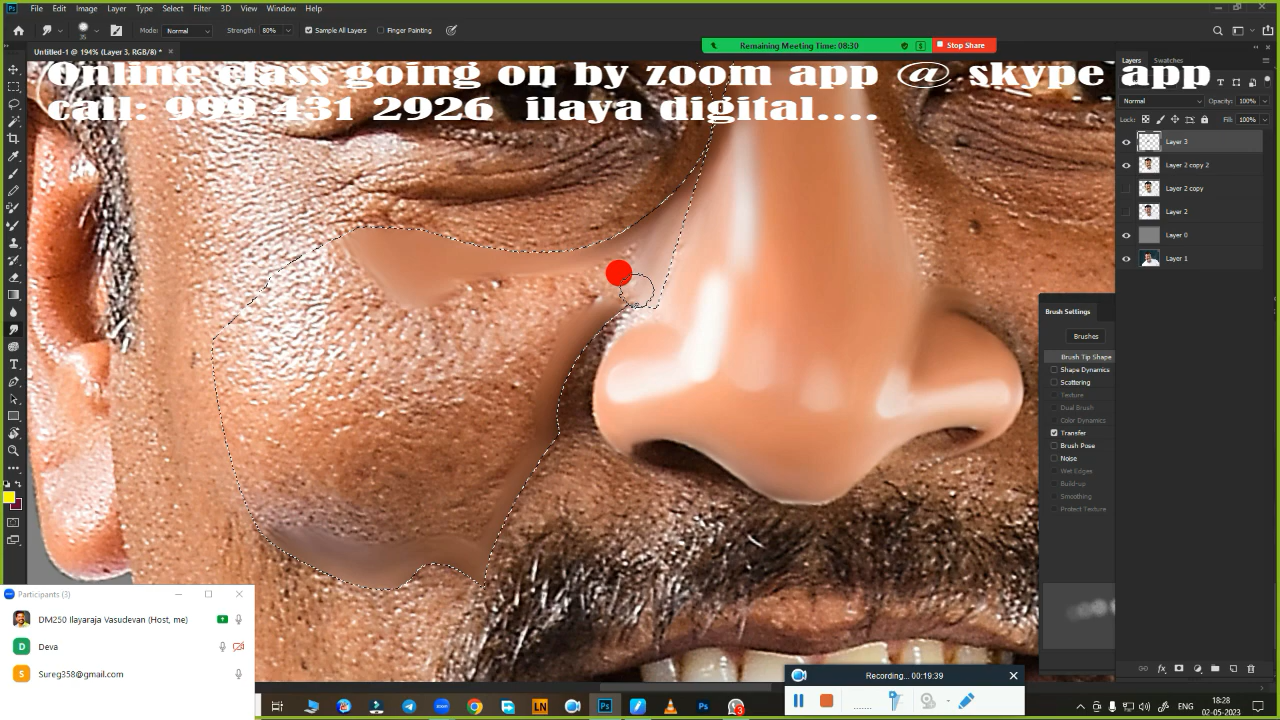 File Edit Image Layer Type Select Filter 3D View Window Help
Mode: Normal Strength: 80% Sample All Layers Finger Painting
Untitled-1 @ 194% (Layer 3, RGB/8) *
Remaining Meeting Time: 08:30 Stop Share
Online class going on by zoom app @ skype app
call: 999 431 2926 ilaya digital....
Layers Swatches
Normal Opacity: 100%
Lock: Fill: 100%
Layer 3
Layer 2 copy 2
Layer 2 copy
Layer 2
Layer 0
Layer 1
Brush Settings
Brushes
Brush Tip Shape
Shape Dynamics
Scattering
Texture
Dual Brush
Color Dynamics
Transfer
Brush Pose
Noise
Wet Edges
Build-up
Smoothing
Protect Texture
Participants (3)
DM250 Ilayaraja Vasudevan (Host, me)
D Deva
S Sureg358@gmail.com
Recording... 00:19:39
ENG 18:28
02-05-2023